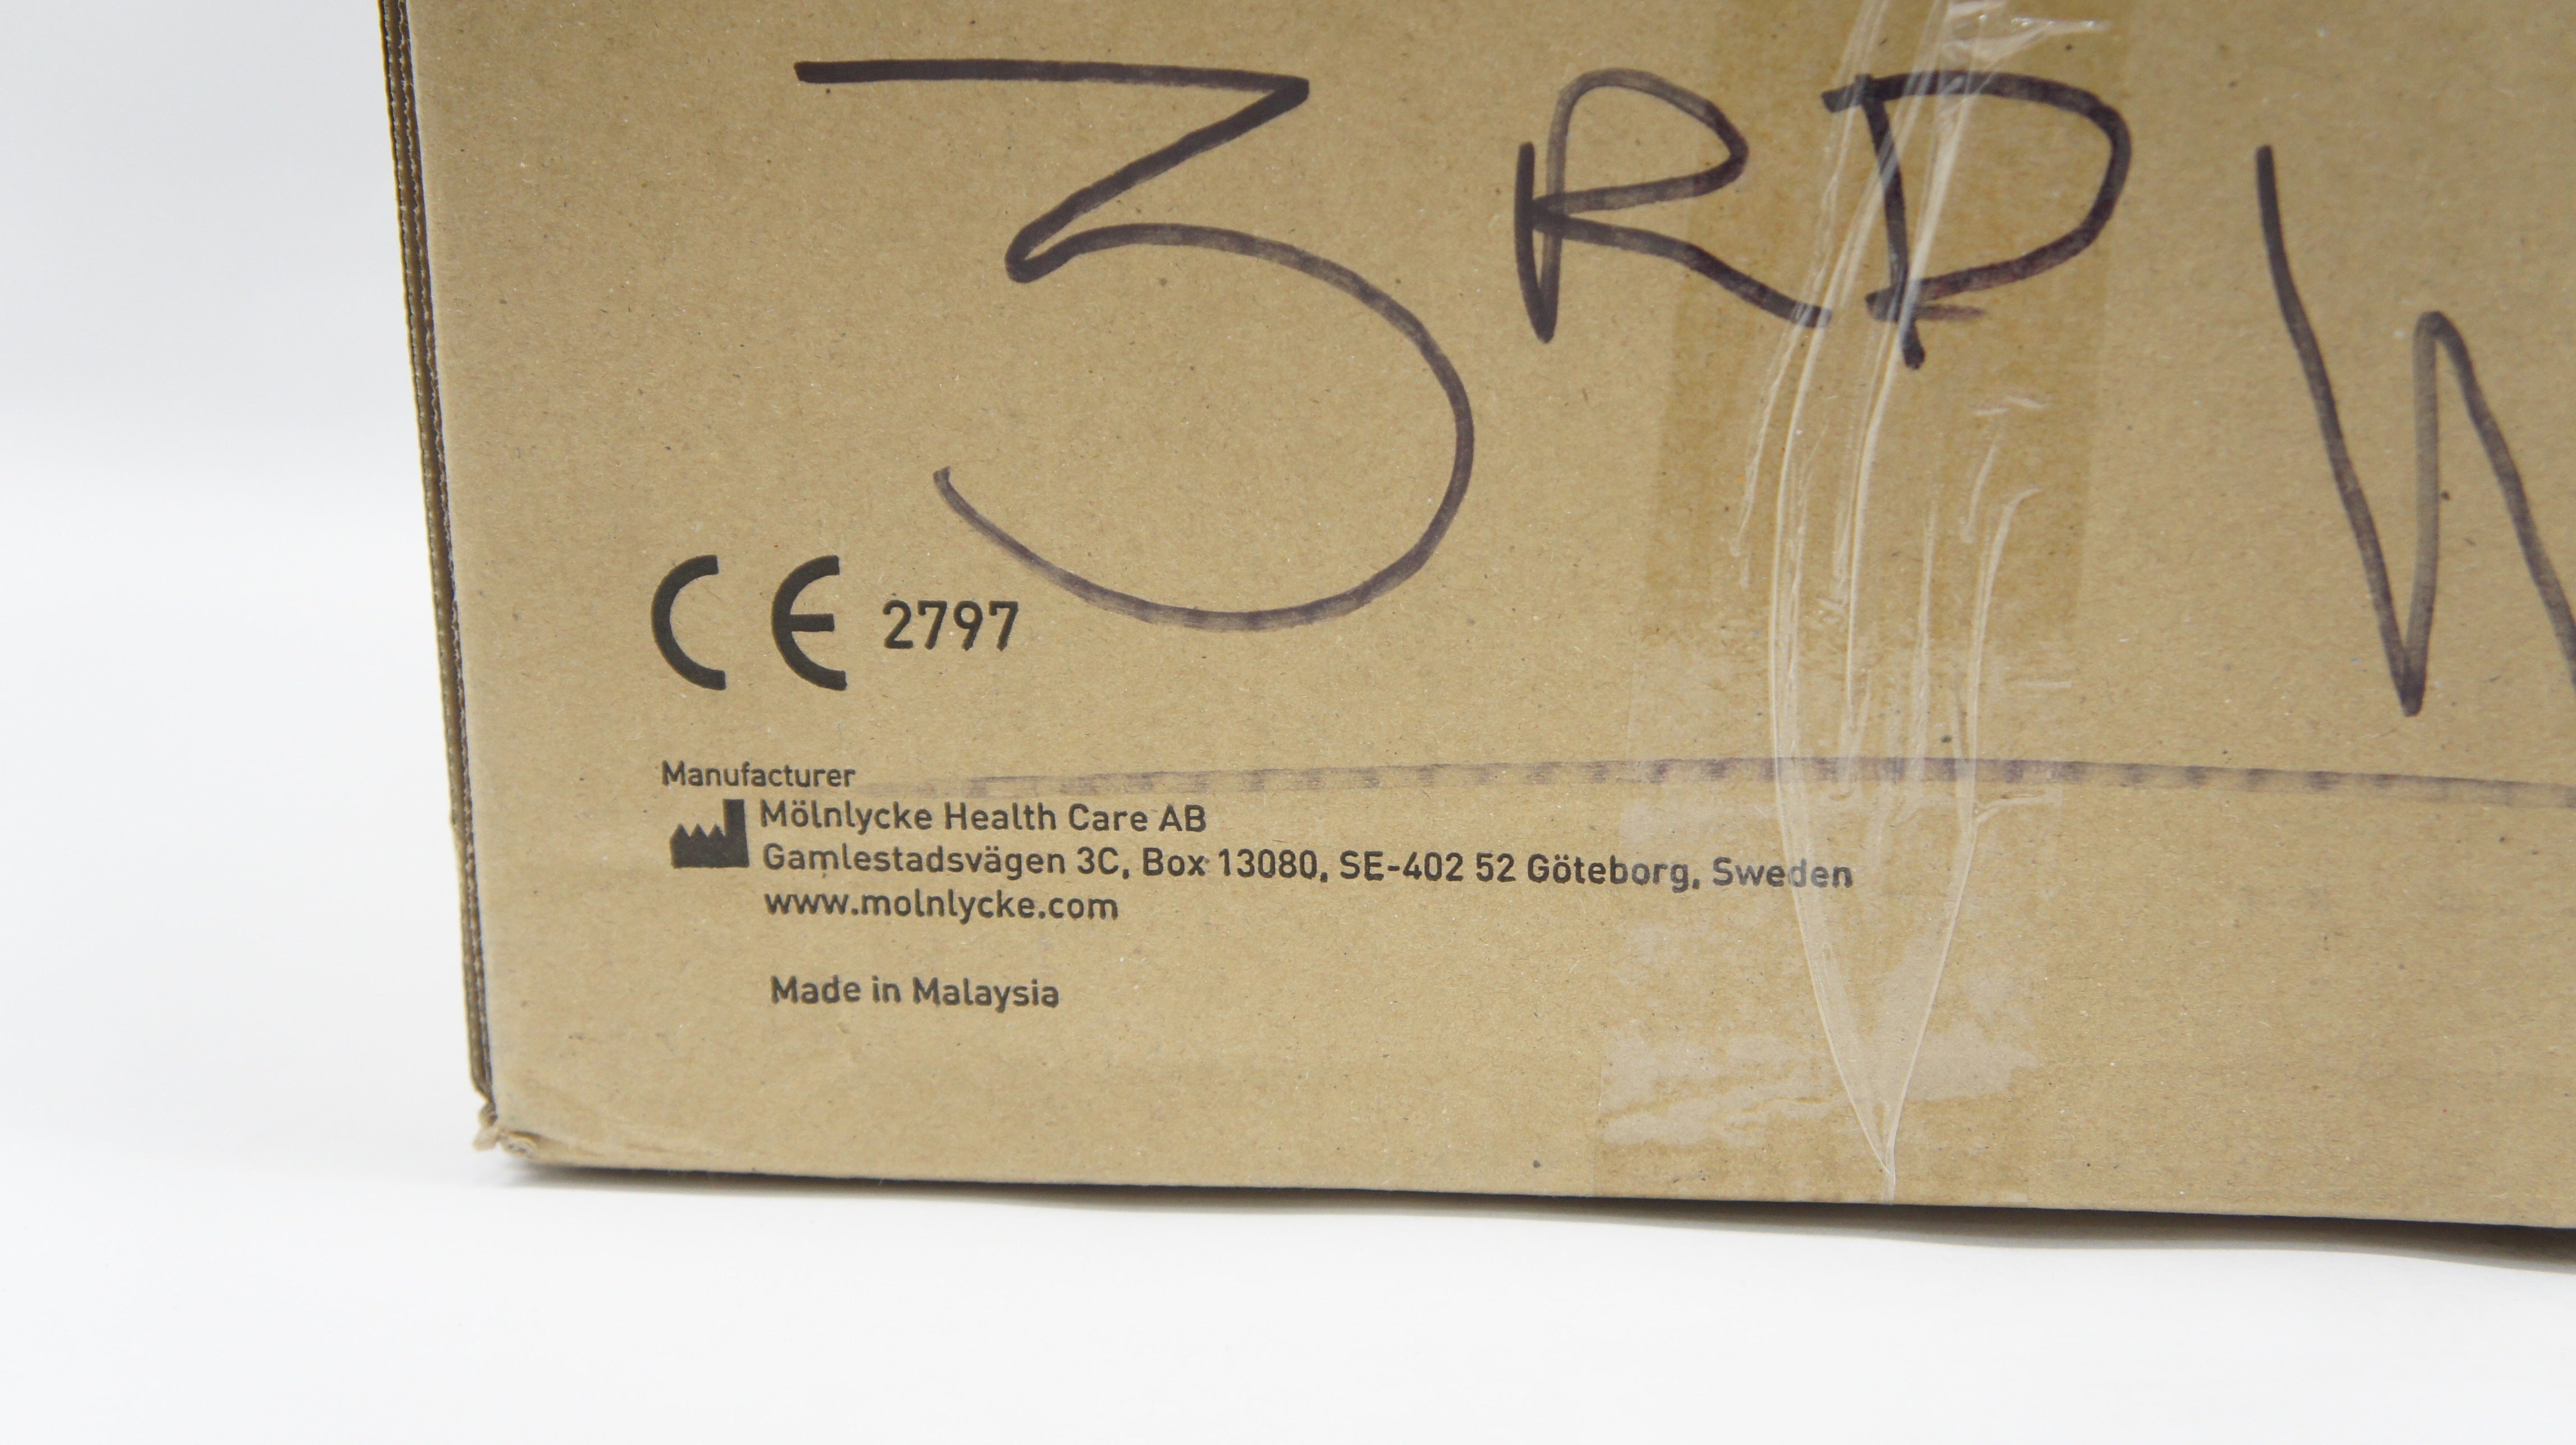 3RD W
CE 2797
Manufacturer
Mölnlycke Health Care AB
Gamlestadsvägen 3C, Box 13080, SE-402 52 Göteborg, Sweden
www.molnlycke.com
Made in Malaysia